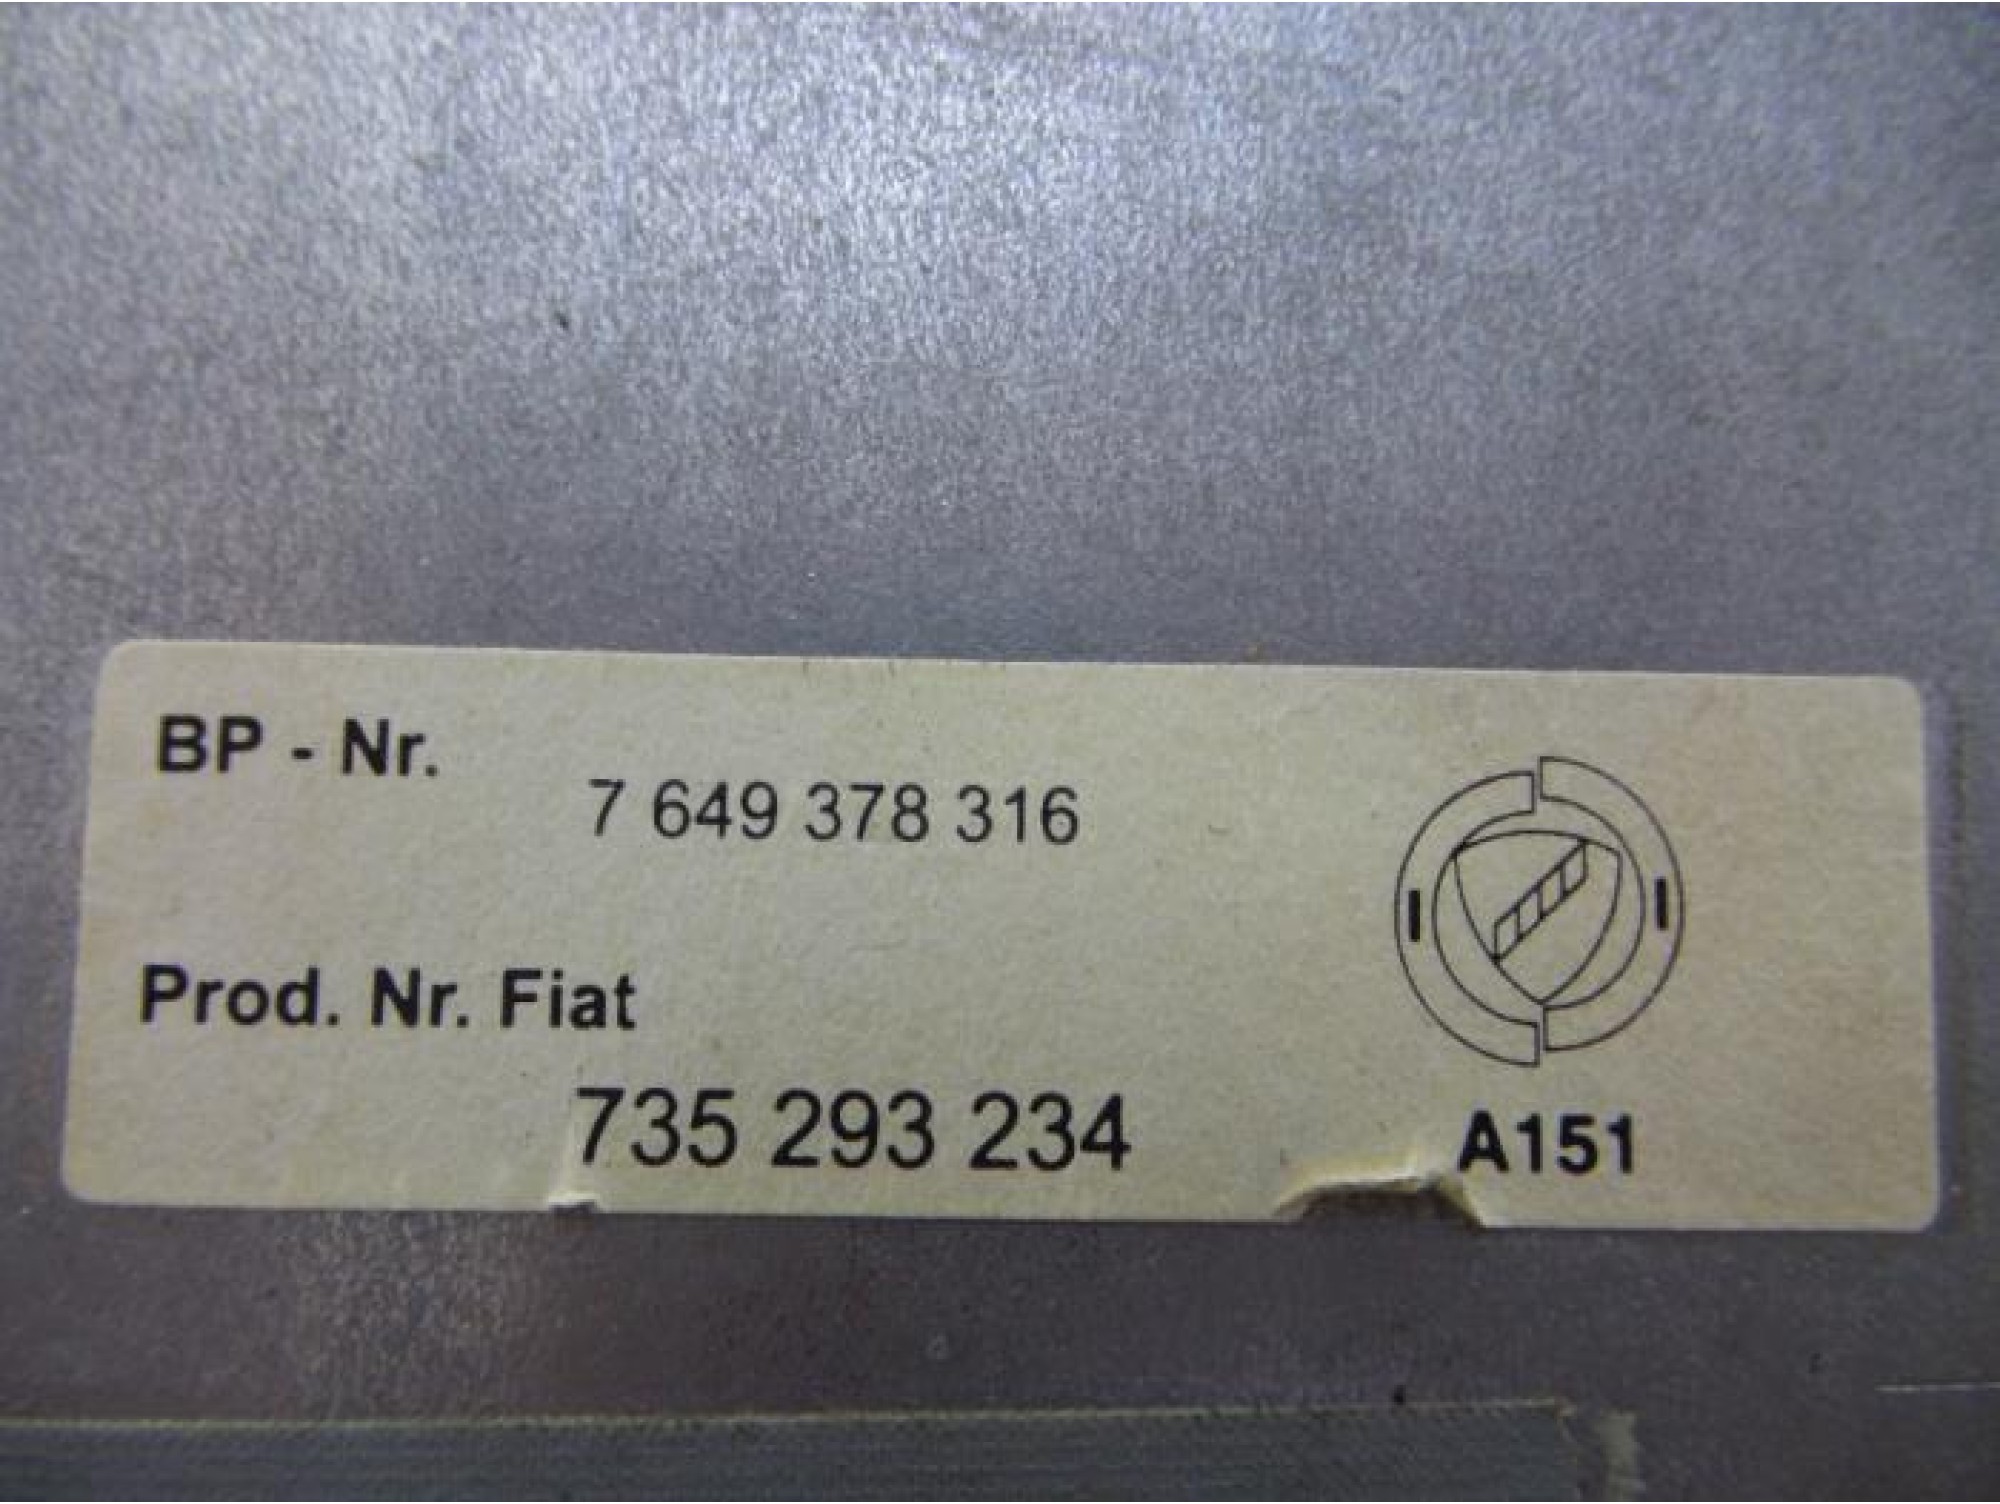 BP - Nr.
7 649 378 316
Prod. Nr. Fiat
735 293 234
A151